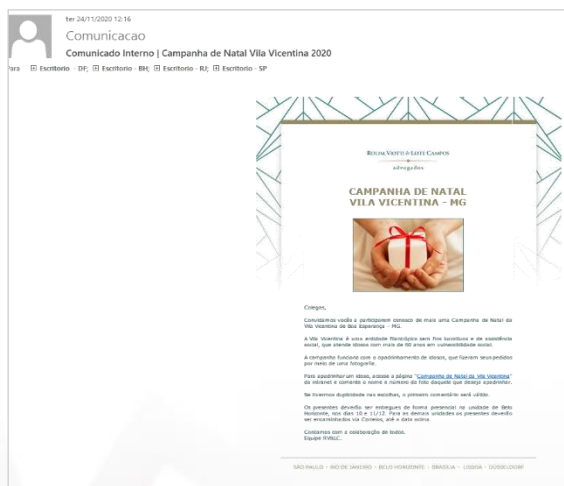 ter 24/11/2020 12:16
Comunicacao
Comunicado Interno | Campanha de Natal Vila Vicentina 2020
Para Escritorio - DF; Escritorio - BH; Escritorio - RJ; Escritorio - SP
ROLIM, VIOTTI & LEITE CAMPOS
advogados
CAMPANHA DE NATAL
VILA VICENTINA - MG
Colegas,
Convidamos vocês a participarem conosco de mais uma Campanha de Natal da
Vila Vicentina de Boa Esperança - MG.
A Vila Vicentina é uma entidade filantrópica sem fins lucrativos e de assistência
social, que atende idosos com mais de 60 anos em vulnerabilidade social.
A campanha funciona com o apadrinhamento de idosos, que fizeram seus pedidos
por meio de uma fotografia.
Para apadrinhar um idoso, acesse a página "Campanha de Natal da Vila Vicentina"
da intranet e comente o nome e número da foto daquele que deseja apadrinhar.
Se tivermos duplicidade nas escolhas, o primeiro comentário será válido.
Os presentes deverão ser entregues de forma presencial na unidade de Belo
Horizonte, nos dias 10 e 11/12. Para as demais unidades os presentes deverão
ser encaminhados via Correios, até a data acima.
Contamos com a colaboração de todos.
Equipe RVBLC.
SÃO PAULO - RIO DE JANEIRO - BELO HORIZONTE - BRASÍLIA - LISBOA - DÜSSELDORF